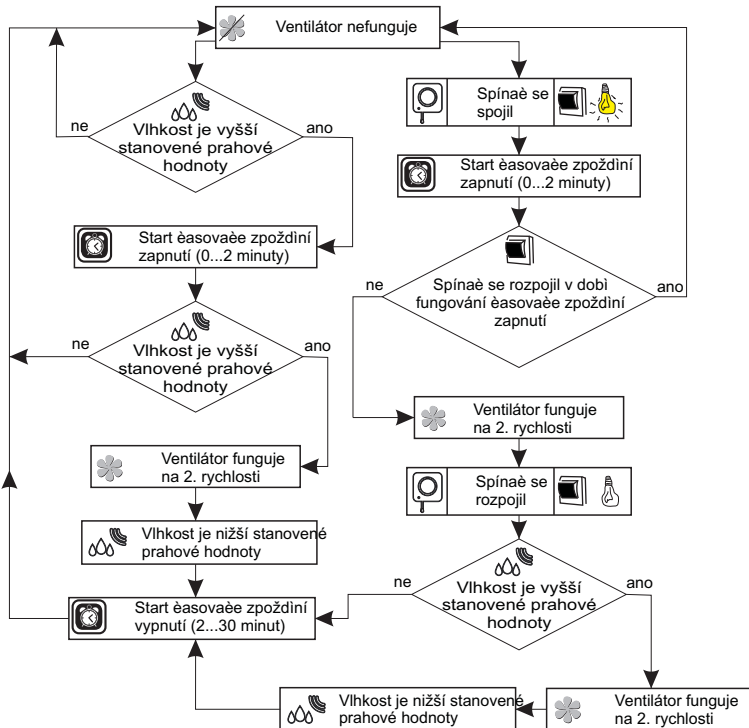 Ventilátor nefunguje
ne
Vlhkost je vyšší
stanovené prahové
hodnoty
ano
Spínaè se
spojil
Start èasovaèe zpoždìní
zapnutí (0...2 minuty)
Start èasovaèe zpoždìní
zapnutí (0...2 minuty)
ne
Spínaè se rozpojil v dobì
fungování èasovaèe zpoždìní
zapnutí
ano
ne
Vlhkost je vyšší
stanovené prahové
hodnoty
ano
Ventilátor funguje
na 2. rychlosti
Ventilátor funguje
na 2. rychlosti
Spínaè se
rozpojil
Vlhkost je nižší stanovené
prahové hodnoty
ne
Vlhkost je vyšší
stanovené prahové
hodnoty
ano
Start èasovaèe zpoždìní
vypnutí (2...30 minut)
Vlhkost je nižší stanovené
prahové hodnoty
Ventilátor funguje
na 2. rychlosti